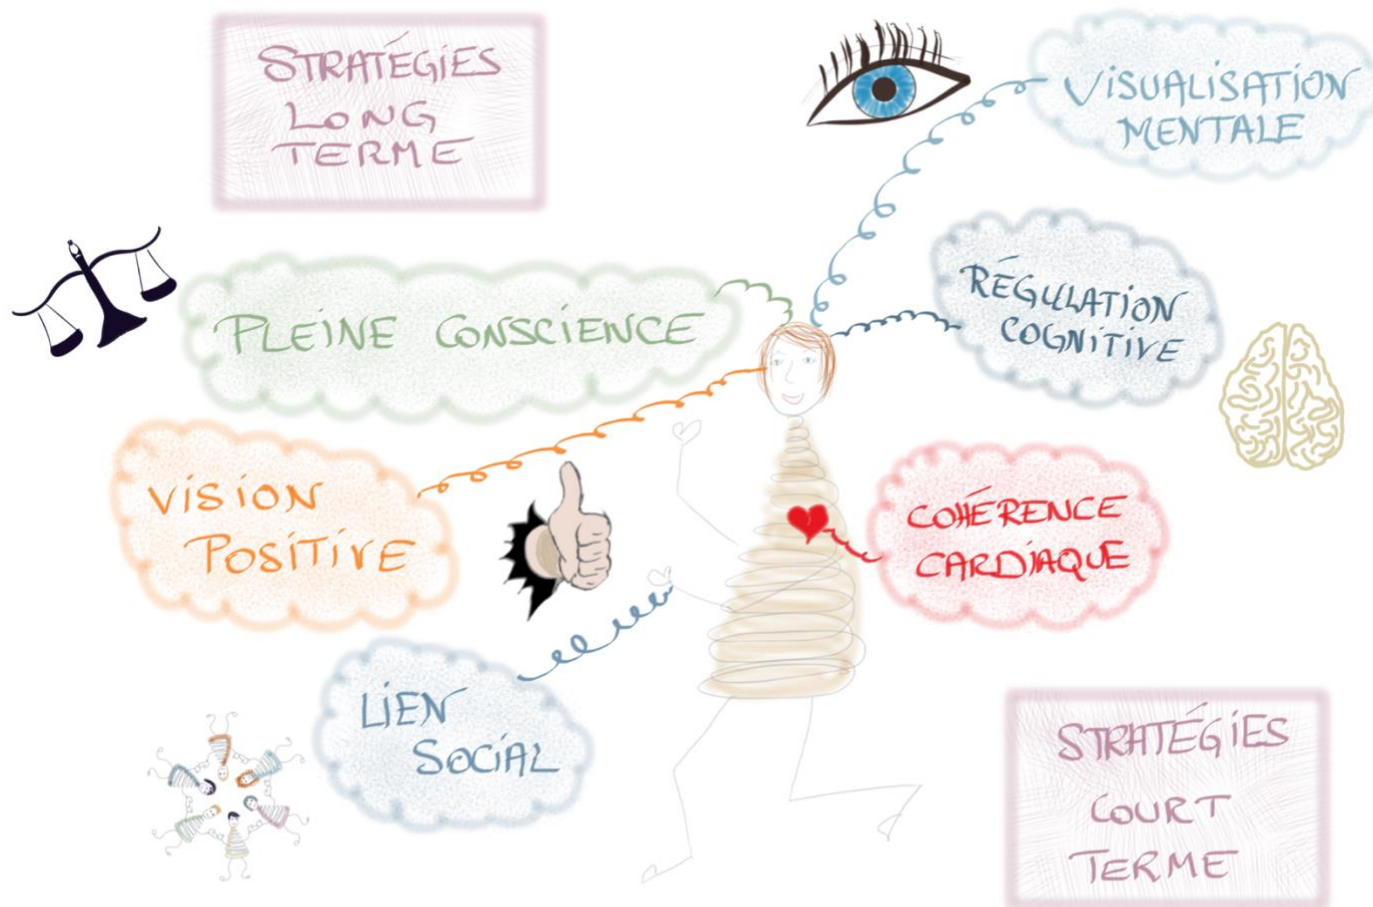 STRATÉGIES
LONG
TERME
VISUALISATION
MENTALE
PLEINE CONSCIENCE
RÉGULATION
COGNITIVE
VISION
POSITIVE
COHÉRENCE
CARDIAQUE
LIEN
SOCIAL
STRATÉGIES
COURT
TERME